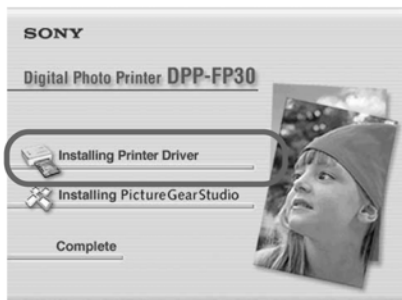 SONY
Digital Photo Printer DPP-FP30
Installing Printer Driver
Installing PictureGearStudio
Complete